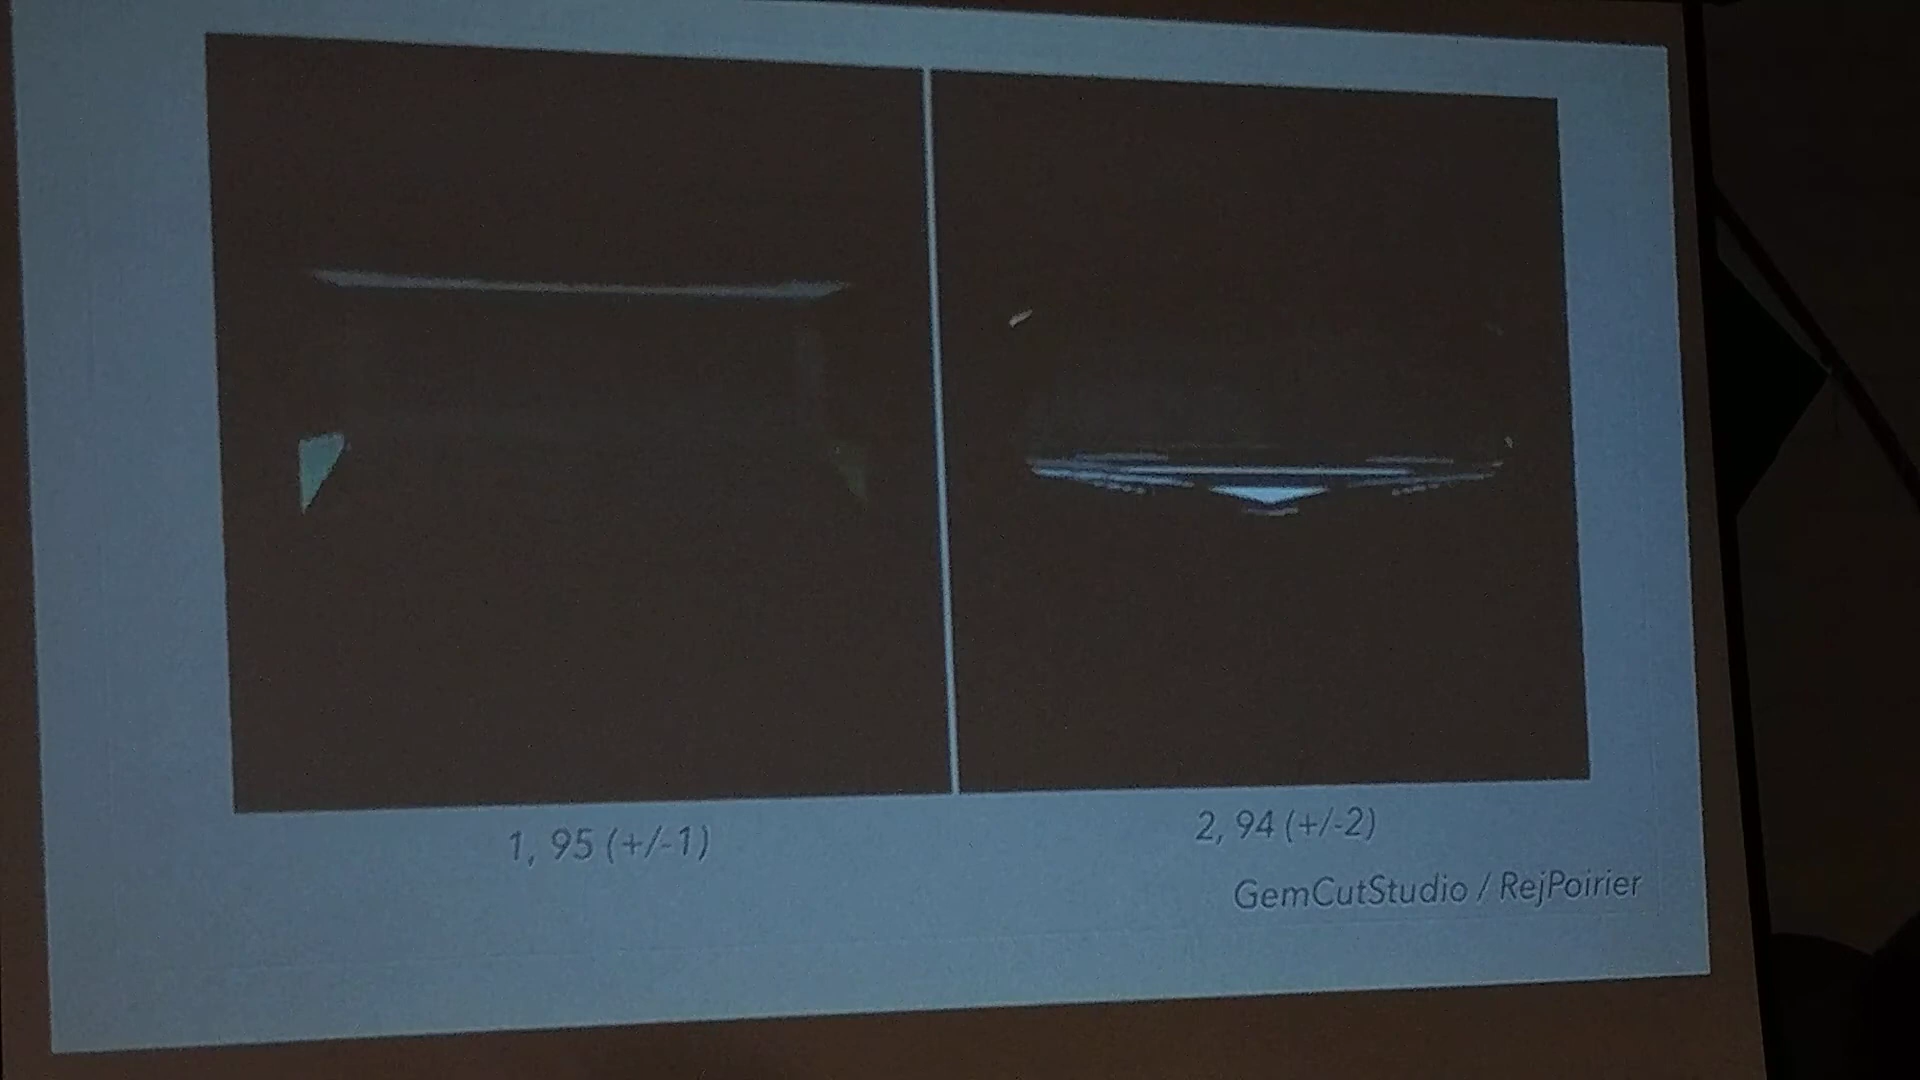 1, 95 (+/-1)
2, 94 (+/-2)
GemCutStudio / RejPoirier